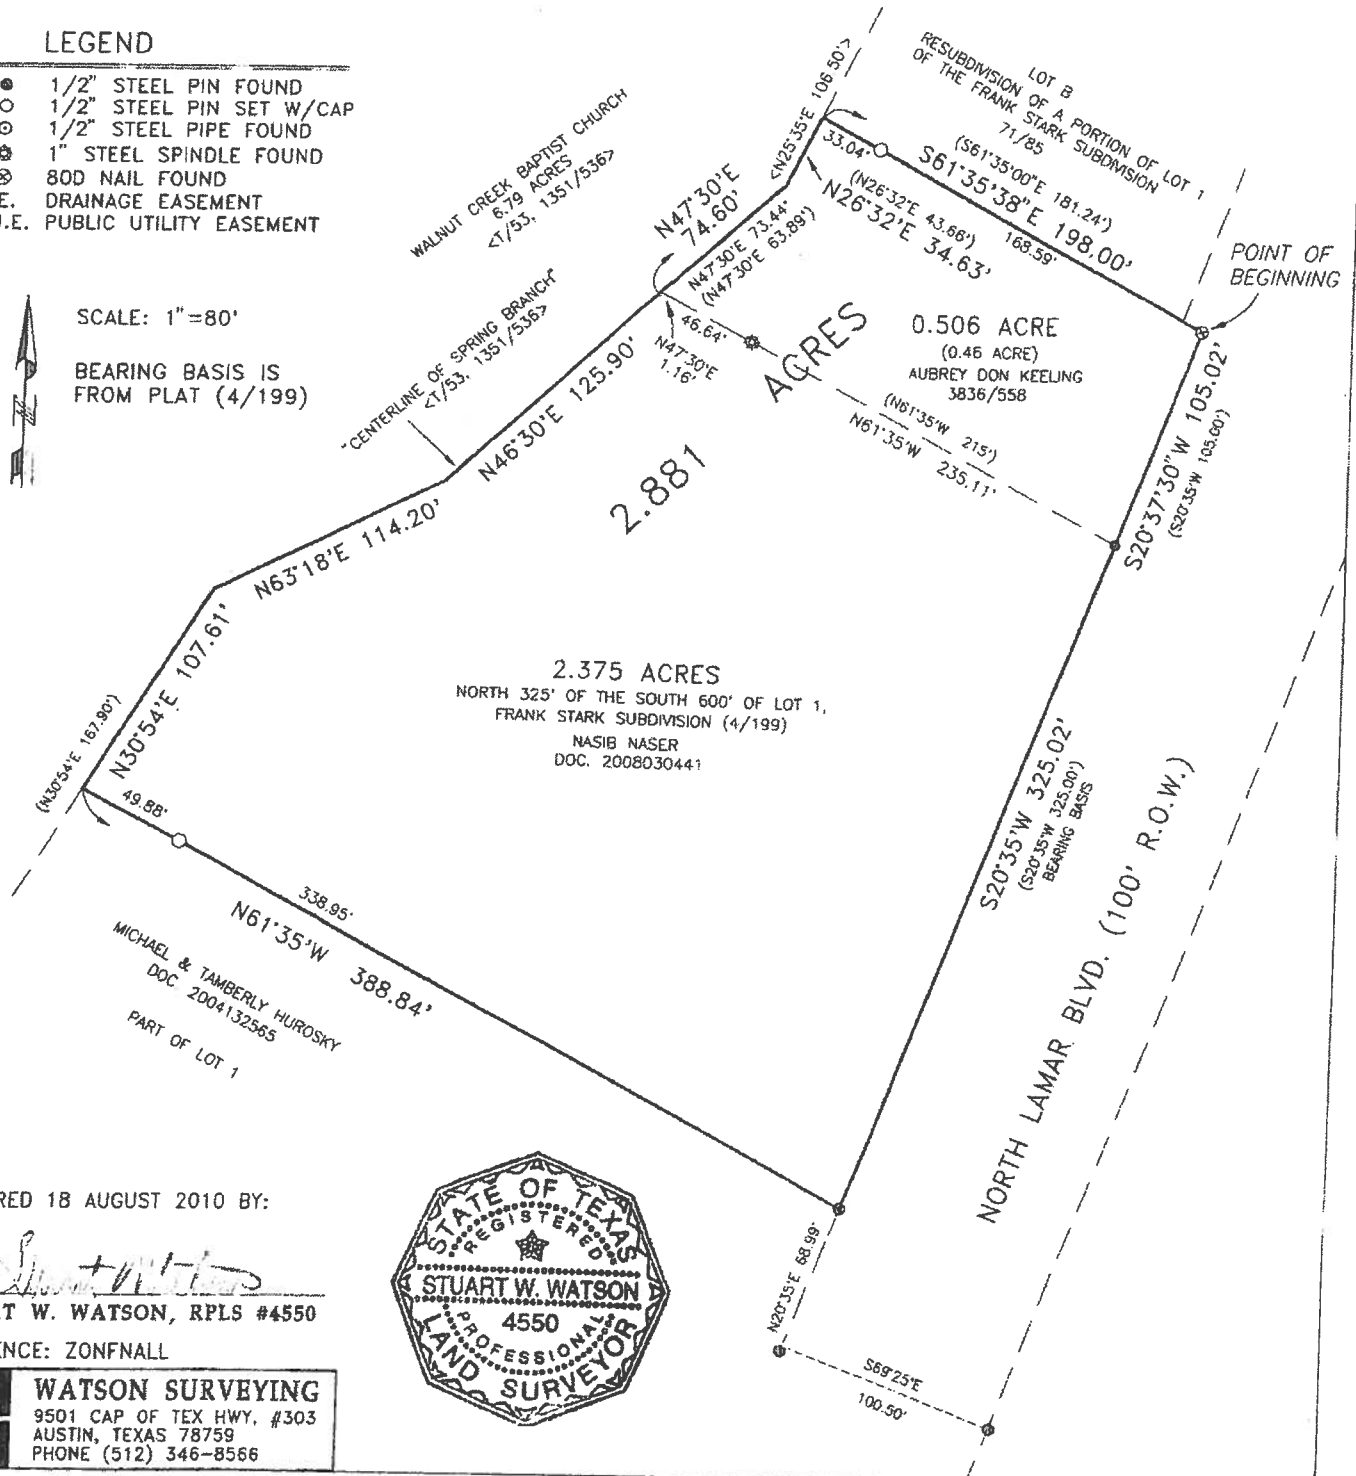 LEGEND
1/2" STEEL PIN FOUND
1/2" STEEL PIN SET W/CAP
1/2" STEEL PIPE FOUND
1" STEEL SPINDLE FOUND
80D NAIL FOUND
E. DRAINAGE EASEMENT
.E. PUBLIC UTILITY EASEMENT
SCALE: 1"=80'
BEARING BASIS IS
FROM PLAT (4/199)
WALNUT CREEK BAPTIST CHURCH
6.79 ACRES
<T/53, 1351/536>
"CENTERLINE OF SPRING BRANCH"
<T/53, 1351/536>
<N25°35'E 106.50'>
LOT B
RESUBDIVISION OF A PORTION OF LOT 1
OF THE FRANK STARK SUBDIVISION
71/85
33.04'
(S61°35'00"E 181.24')
S61°35'38"E 198.00'
168.59'
(N26°32'E 43.66')
N26°32'E 34.63'
N47°30'E
74.60'
N47°30'E 73.44'
(N47°30'E 63.89')
POINT OF
BEGINNING
46.64'
N47°30'E
1.16'
0.506 ACRE
(0.46 ACRE)
AUBREY DON KEELING
3836/558
2.881 ACRES
(N61°35'W 215')
N61°35'W 235.11'
S20°37'30"W 105.02'
(S20°35'W 105.00')
N46°30'E 125.90'
N63°18'E 114.20'
N30°54'E 107.61'
(N30°54'E 167.90')
2.375 ACRES
NORTH 325' OF THE SOUTH 600' OF LOT 1,
FRANK STARK SUBDIVISION (4/199)
NASIB NASER
DOC. 2008030441
S20°35'W 325.02'
(S20°35'W 325.00')
BEARING BASIS
49.88'
338.95'
N61°35'W 388.84'
MICHAEL & TAMBERLY HUROSKY
DOC. 2004132565
PART OF LOT 1
NORTH LAMAR BLVD. (100' R.O.W.)
N20°35'E 68.99'
S69°25'E
100.50'
RED 18 AUGUST 2010 BY:
T W. WATSON, RPLS #4550
NCE: ZONFNALL
WATSON SURVEYING
9501 CAP OF TEX HWY, #303
AUSTIN, TEXAS 78759
PHONE (512) 346-8566
STATE OF TEXAS
REGISTERED
STUART W. WATSON
4550
PROFESSIONAL
LAND SURVEYOR